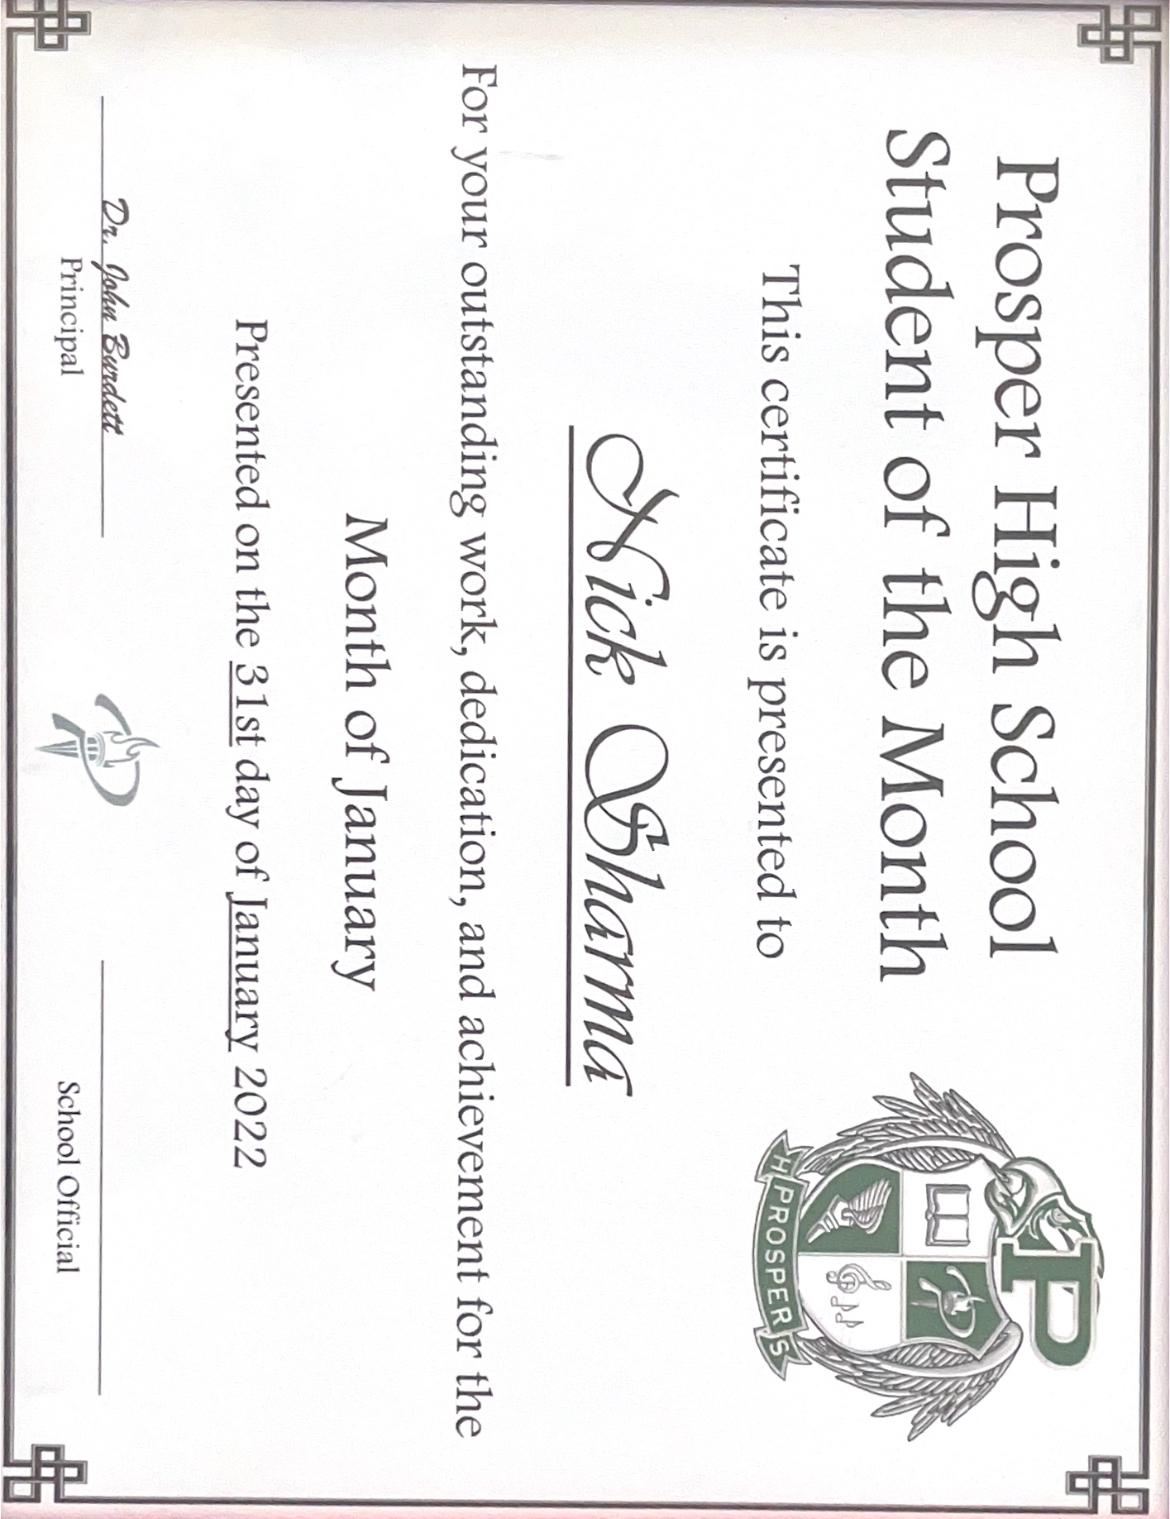 Prosper High School
Student of the Month
P
H PROSPER S
This certificate is presented to
Nick Sharma
For your outstanding work, dedication, and achievement for the
Month of January
Presented on the 31st day of January 2022
Dr. John Burdett
Principal
School Official